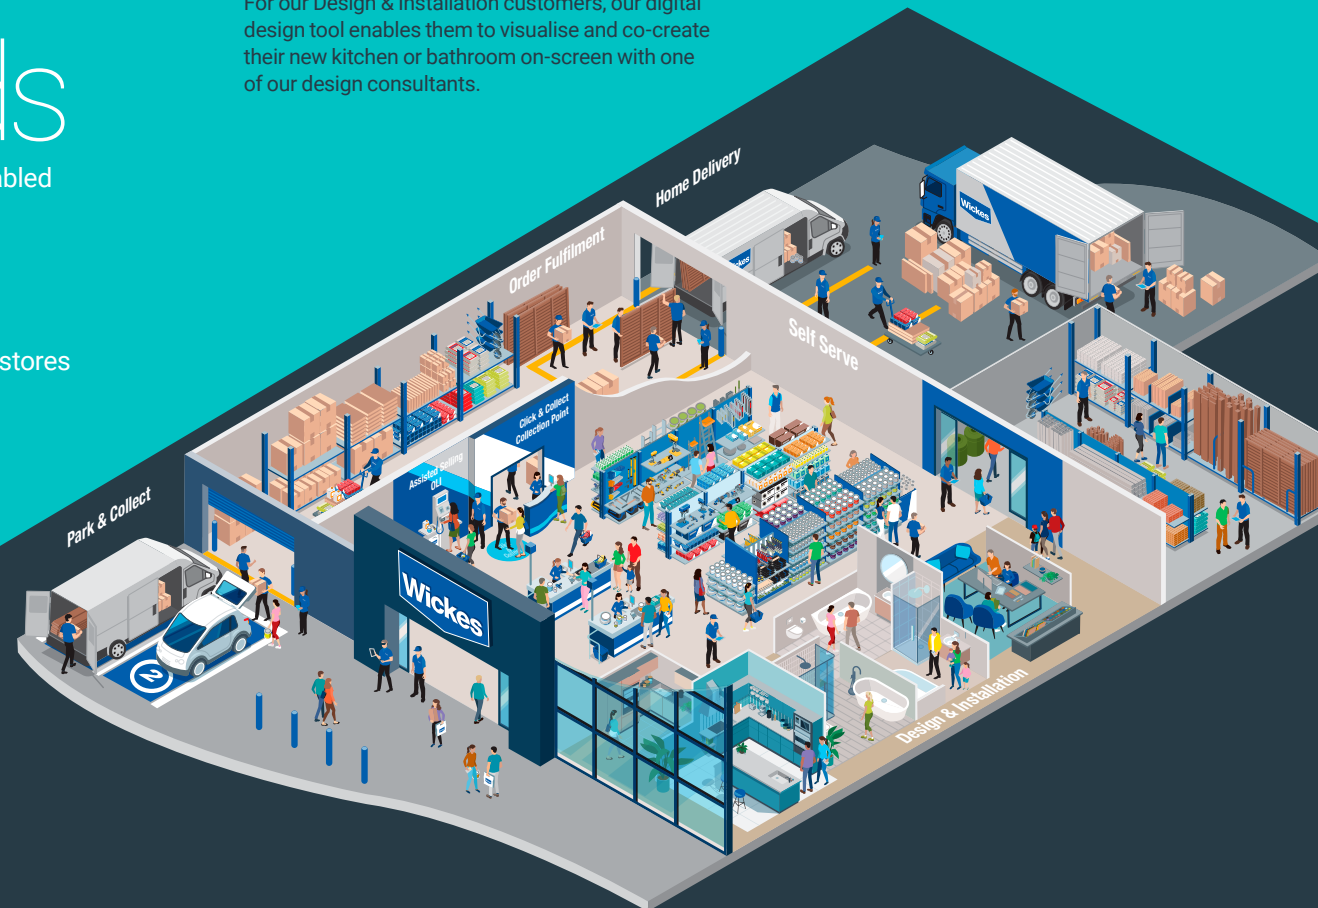 For our Design & Installation customers, our digital
design tool enables them to visualise and co-create
their new kitchen or bathroom on-screen with one
of our design consultants.
ds
abled
stores
Home Delivery
Order Fulfilment
Self Serve
Wickes
kes
Click & Collect
Collection Point
Assisted Selling
OLI
Park & Collect
Wickes
2
Design & Installation